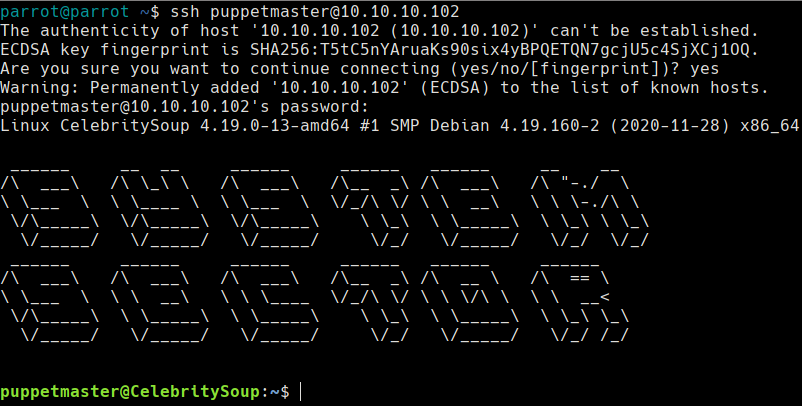 parrot@parrot ~$ ssh puppetmaster@10.10.10.102
The authenticity of host '10.10.10.102 (10.10.10.102)' can't be established.
ECDSA key fingerprint is SHA256:T5tC5nYAruaKs90six4yBPQETQN7gcjU5c4SjXCj1OQ.
Are you sure you want to continue connecting (yes/no/[fingerprint])? yes
Warning: Permanently added '10.10.10.102' (ECDSA) to the list of known hosts.
puppetmaster@10.10.10.102's password:
Linux CelebritySoup 4.19.0-13-amd64 #1 SMP Debian 4.19.160-2 (2020-11-28) x86_64
SYSTEM
SECTOR
puppetmaster@CelebritySoup:~$